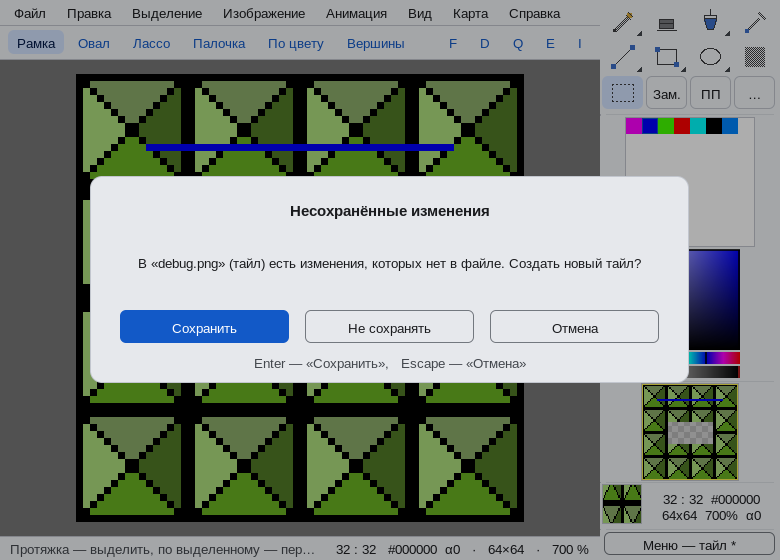 Файл Правка Выделение Изображение Анимация Вид Карта Справка
Рамка Овал Лассо Палочка По цвету Вершины F D Q E I
Зам. ПП ...
Несохранённые изменения
В «debug.png» (тайл) есть изменения, которых нет в файле. Создать новый тайл?
Сохранить Не сохранять Отмена
Enter — «Сохранить», Escape — «Отмена»
32 : 32 #000000
64x64 700% α0
Протяжка — выделить, по выделенному — пер… 32 : 32 #000000 α0 · 64×64 · 700 %
Меню — тайл *